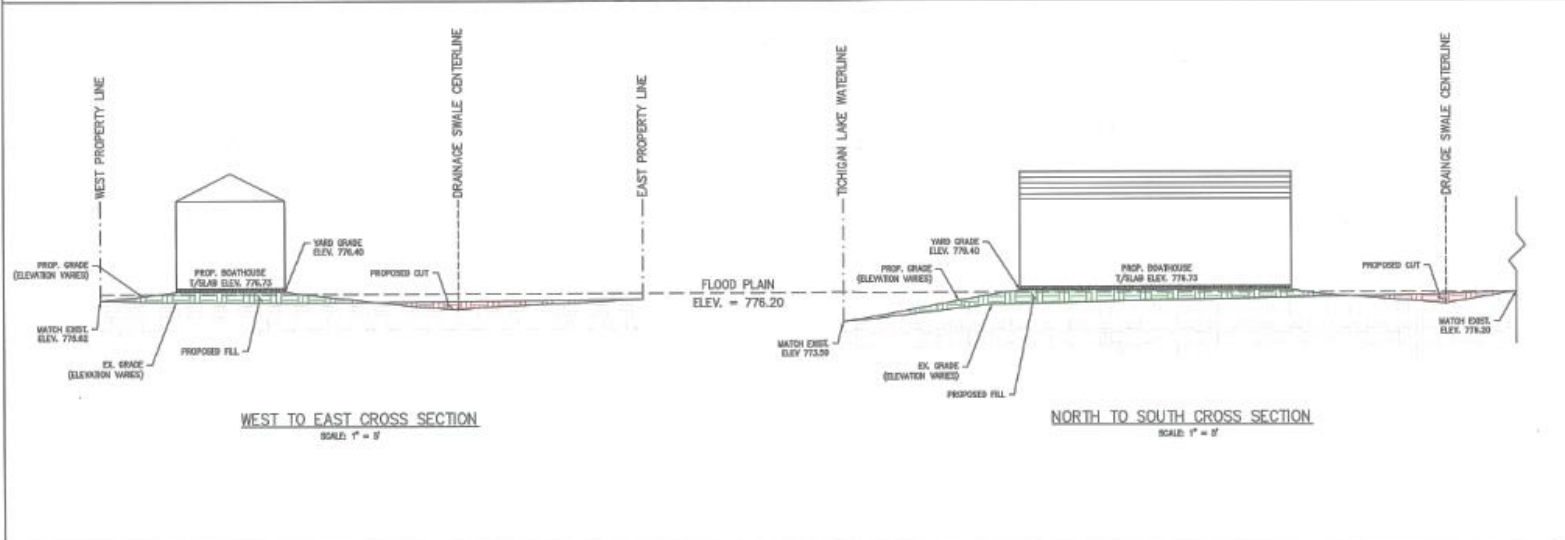 WEST PROPERTY LINE
DRAINAGE SWALE CENTERLINE
EAST PROPERTY LINE
YARD GRADE
ELEV. 776.40
PROP. GRADE
(ELEVATION VARIES)
PROP. BOATHOUSE
T/SLAB ELEV. 776.73
PROPOSED CUT
MATCH EXIST.
EX. GRADE
(ELEVATION VARIES)
PROPOSED FILL
WEST TO EAST CROSS SECTION
FLOOD PLAIN
ELEV. = 776.20
TICHIGAN LAKE WATERLINE
DRAINGE SWALE CENTERLINE
YARD GRADE
ELEV. 776.40
PROP. GRADE
(ELEVATION VARIES)
PROP. BOATHOUSE
T/SLAB ELEV. 776.73
PROPOSED CUT
MATCH EXIST.
ELEV 773.59
MATCH EXIST.
ELEV. 776.20
EX. GRADE
(ELEVATION VARIES)
PROPOSED FILL
NORTH TO SOUTH CROSS SECTION